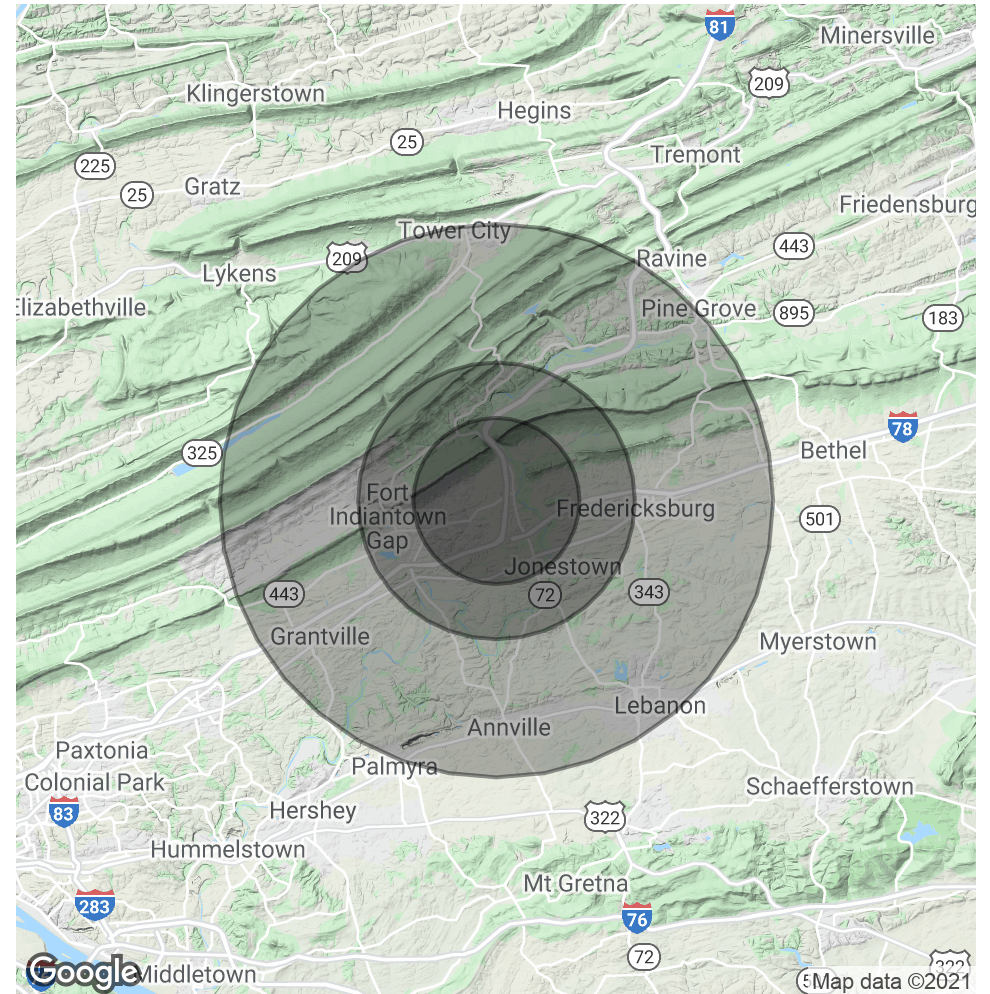 81
Minersville
209
Klingerstown
Hegins
25
225
Tremont
25
Gratz
Friedensburg
Tower City
443
209
Ravine
Lykens
Elizabethville
Pine Grove
895
183
78
325
Bethel
Fort
Indiantown
Gap
Fredericksburg
501
Jonestown
443
72
343
Grantville
Myerstown
Lebanon
Annville
Paxtonia
Palmyra
Colonial Park
Schaefferstown
83
Hershey
322
Hummelstown
Mt Gretna
283
76
72
322
Google
Middletown
Map data ©2021